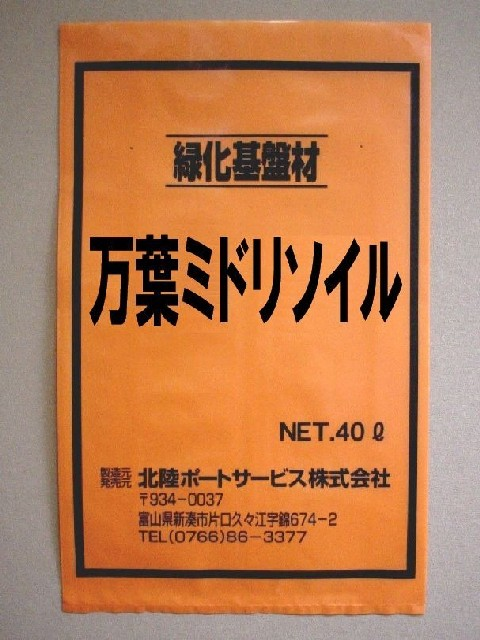 緑化基盤材
万葉ミドリソイル
NET.40ℓ
製造元
発売元
北陸ポートサービス株式会社
〒934-0037
富山県新湊市片口久々江字錦674-2
TEL(0766)86-3377